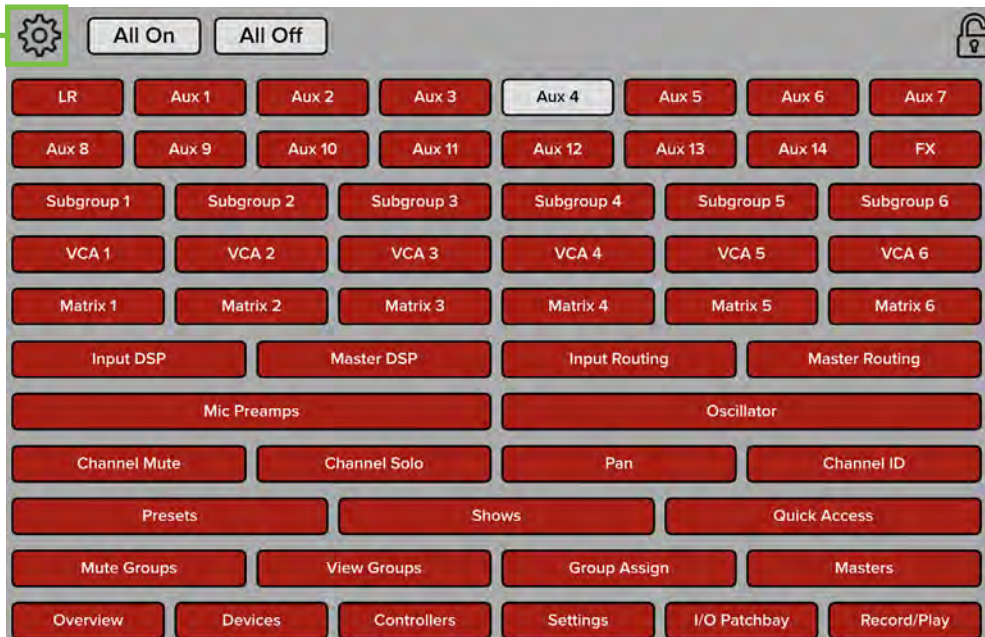 All On All Off
LR Aux 1 Aux 2 Aux 3 Aux 4 Aux 5 Aux 6 Aux 7
Aux 8 Aux 9 Aux 10 Aux 11 Aux 12 Aux 13 Aux 14 FX
Subgroup 1 Subgroup 2 Subgroup 3 Subgroup 4 Subgroup 5 Subgroup 6
VCA 1 VCA 2 VCA 3 VCA 4 VCA 5 VCA 6
Matrix 1 Matrix 2 Matrix 3 Matrix 4 Matrix 5 Matrix 6
Input DSP Master DSP Input Routing Master Routing
Mic Preamps Oscillator
Channel Mute Channel Solo Pan Channel ID
Presets Shows Quick Access
Mute Groups View Groups Group Assign Masters
Overview Devices Controllers Settings I/O Patchbay Record/Play